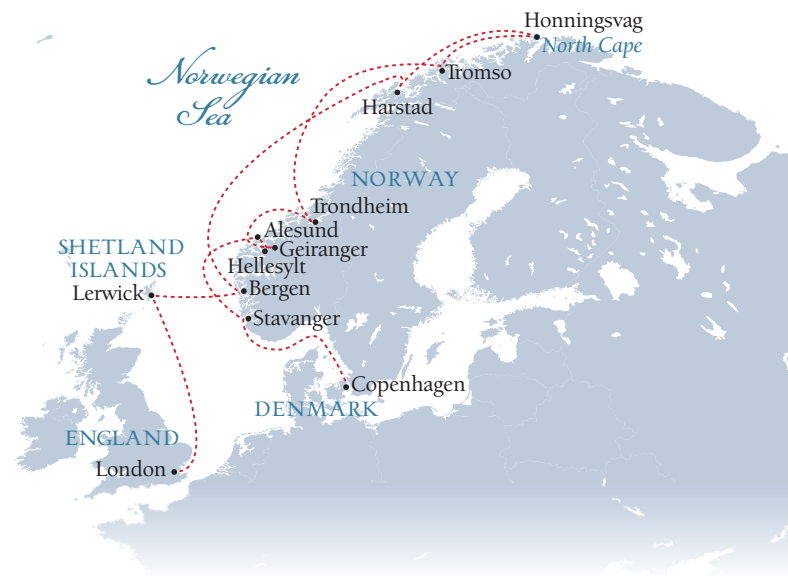 Honningsvag
North Cape
Norwegian
Sea
Tromso
Harstad
NORWAY
Trondheim
Alesund
Geiranger
Hellesylt
SHETLAND
ISLANDS
Lerwick
Bergen
Stavanger
Copenhagen
DENMARK
ENGLAND
London